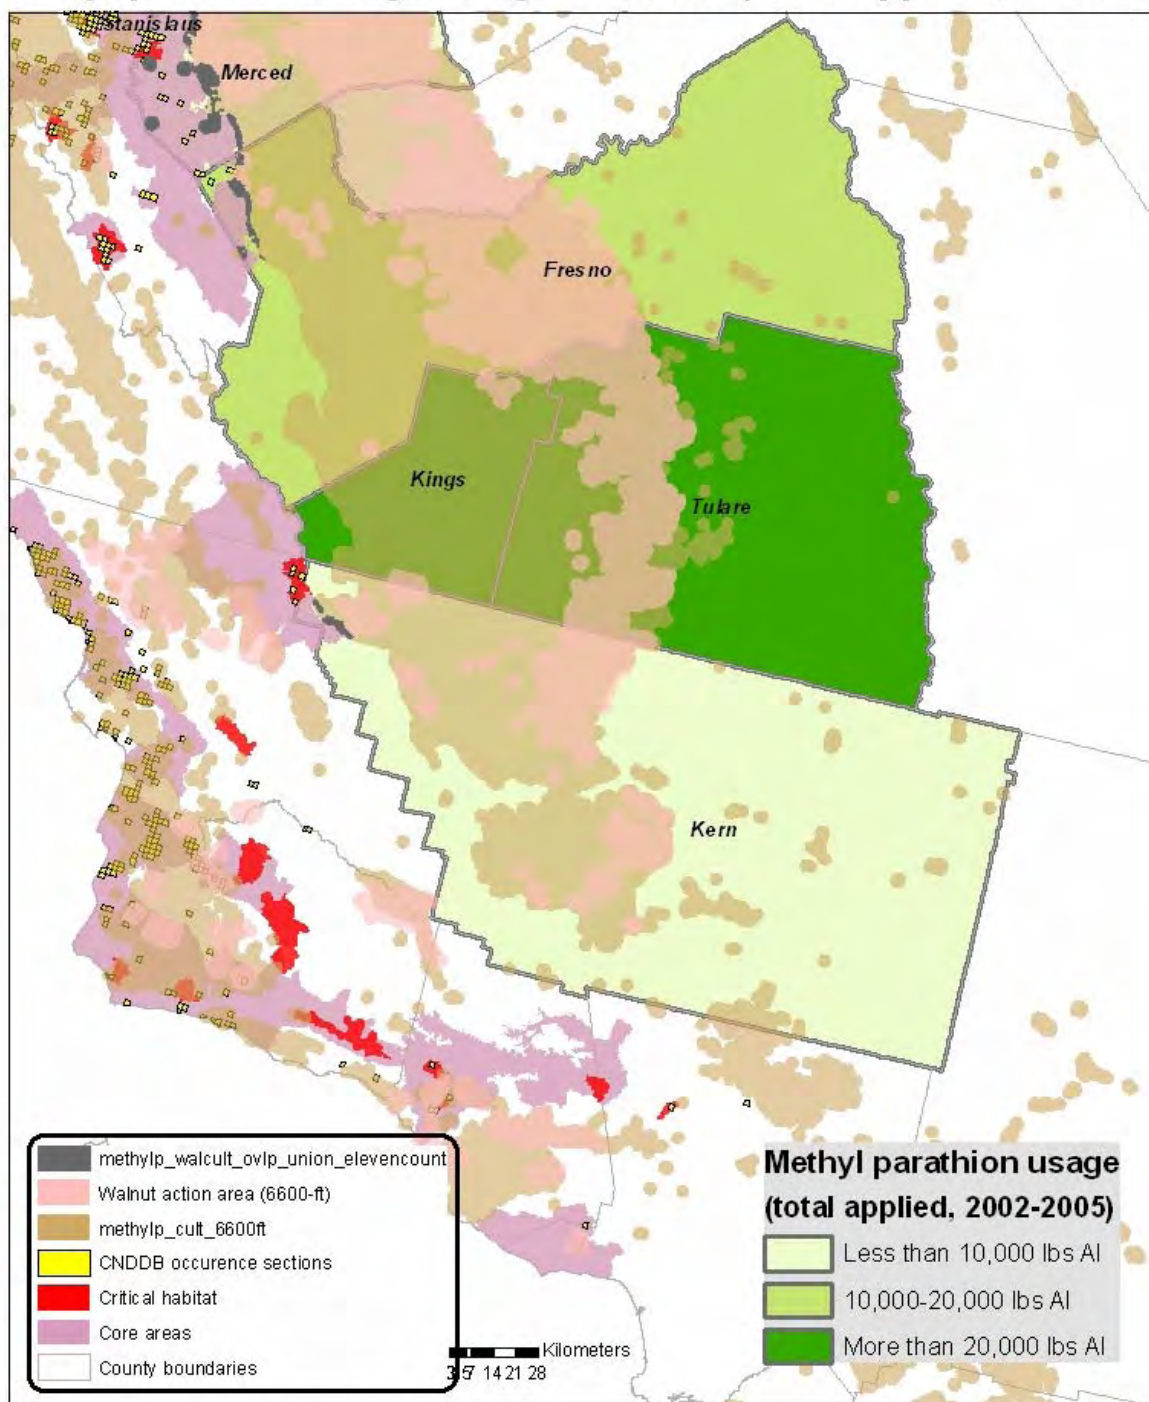 Stanislaus
Merced
Fresno
Kings
Tulare
Kern
methylp_walcult_ovlp_union_elevencount
Walnut action area (6600-ft)
methylp_cult_6600ft
CNDDB occurence sections
Critical habitat
Core areas
County boundaries
Kilometers
14 21 28
Methyl parathion usage
(total applied, 2002-2005)
Less than 10,000 lbs AI
10,000-20,000 lbs AI
More than 20,000 lbs AI